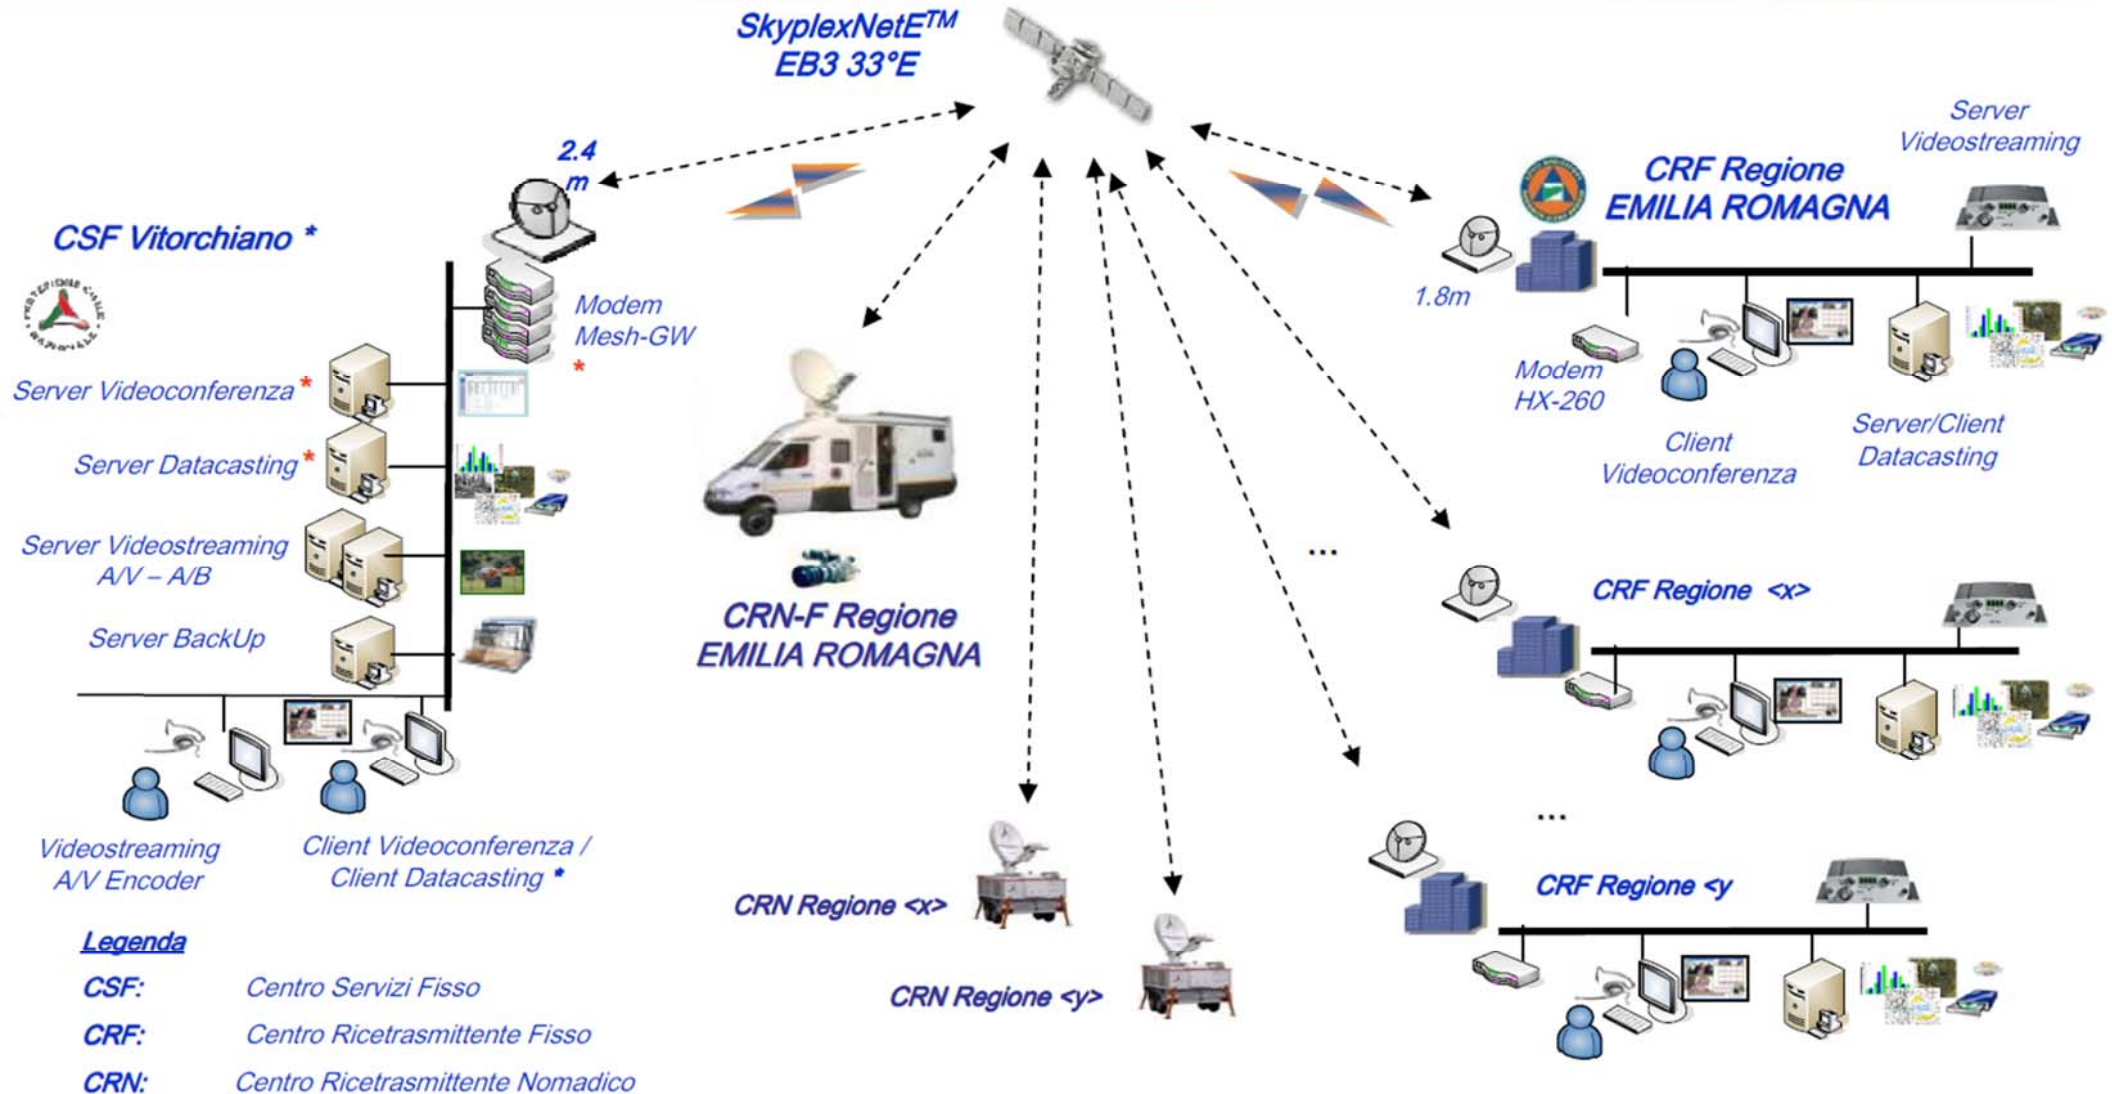 SkyplexNetE™
EB3 33°E
2.4
m
CSF Vitorchiano *
Modem
Mesh-GW
*
Server Videoconferenza *
Server Datacasting *
Server Videostreaming
A/V – A/B
Server BackUp
Videostreaming
A/V Encoder
Client Videoconferenza /
Client Datacasting *
Legenda
CSF: Centro Servizi Fisso
CRF: Centro Ricetrasmittente Fisso
CRN: Centro Ricetrasmittente Nomadico
CRN-F Regione
EMILIA ROMAGNA
CRN Regione <x>
CRN Regione <y>
Server
Videostreaming
CRF Regione
EMILIA ROMAGNA
1.8m
Modem
HX-260
Client
Videoconferenza
Server/Client
Datacasting
...
CRF Regione <x>
...
CRF Regione <y